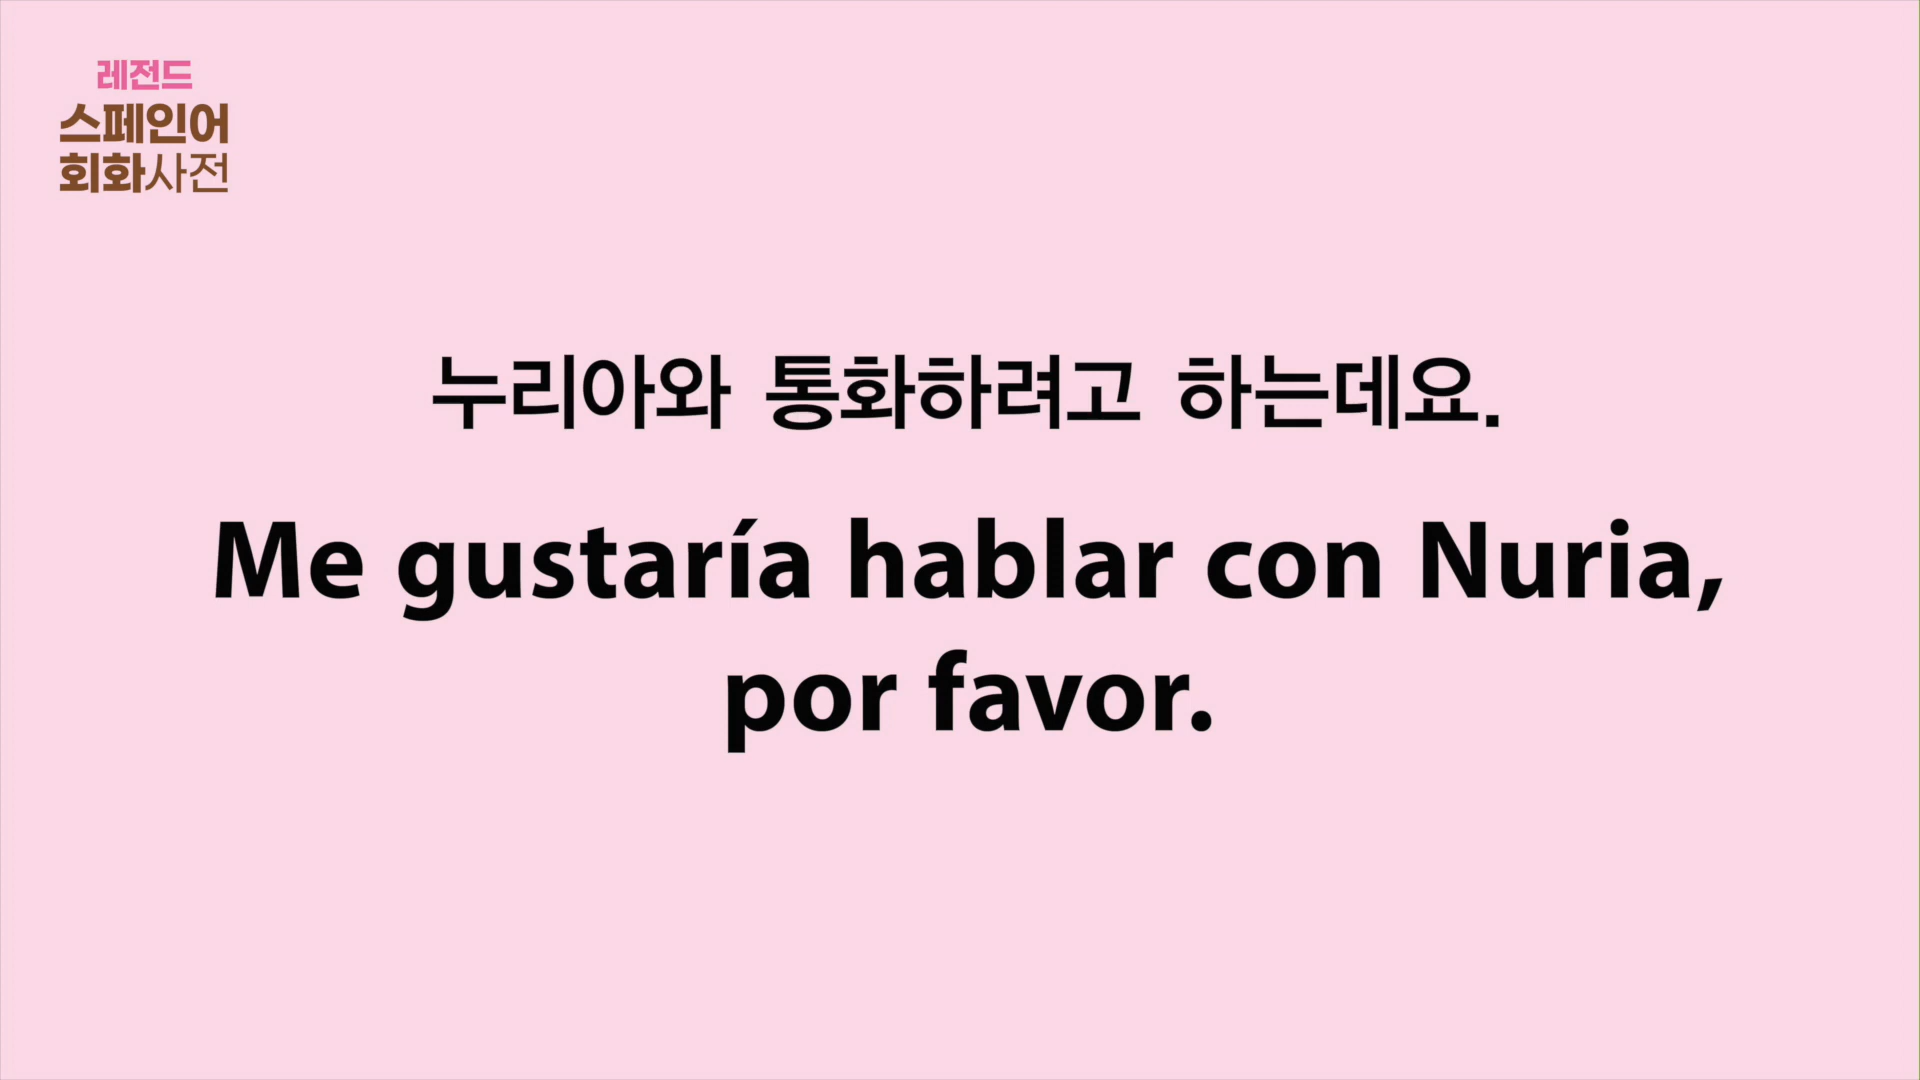 레전드
스페인어
회화사전
누리아와 통화하려고 하는데요.
Me gustaría hablar con Nuria,
por favor.